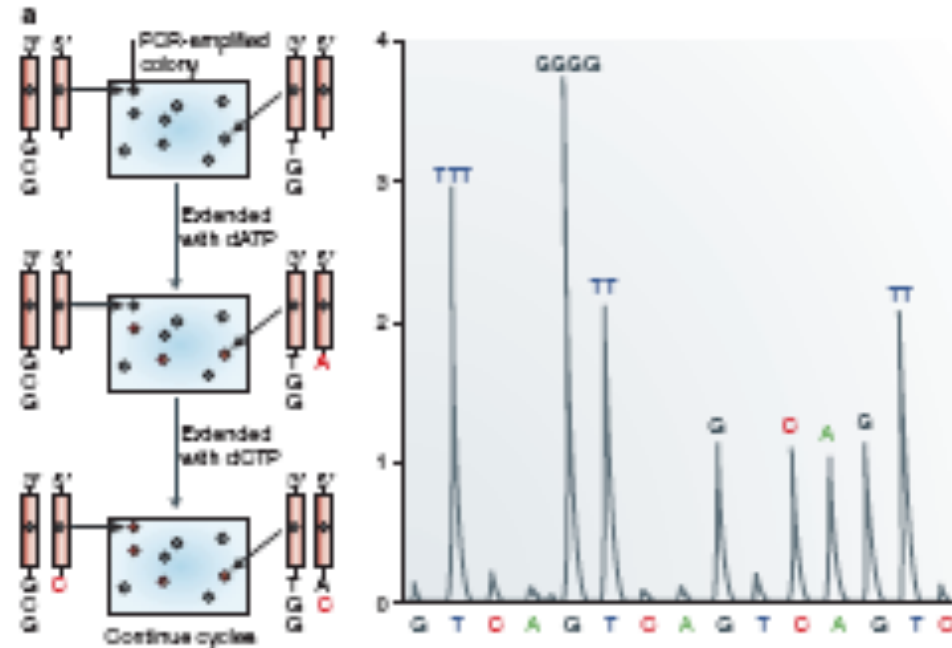 a
3' 5'
PCR-amplified
colony
3' 5'
G
C
G
T
G
G
Extended
with dATP
3' 5'
3' 5'
G
C
G
T
G
G
A
Extended
with dCTP
3' 5'
3' 5'
G
C
G
C
T
G
G
A
C
Continue cycles
4
3
2
1
0
TTT
GGGG
TT
G
C
A
G
TT
G T C A G T C A G T C A G T C